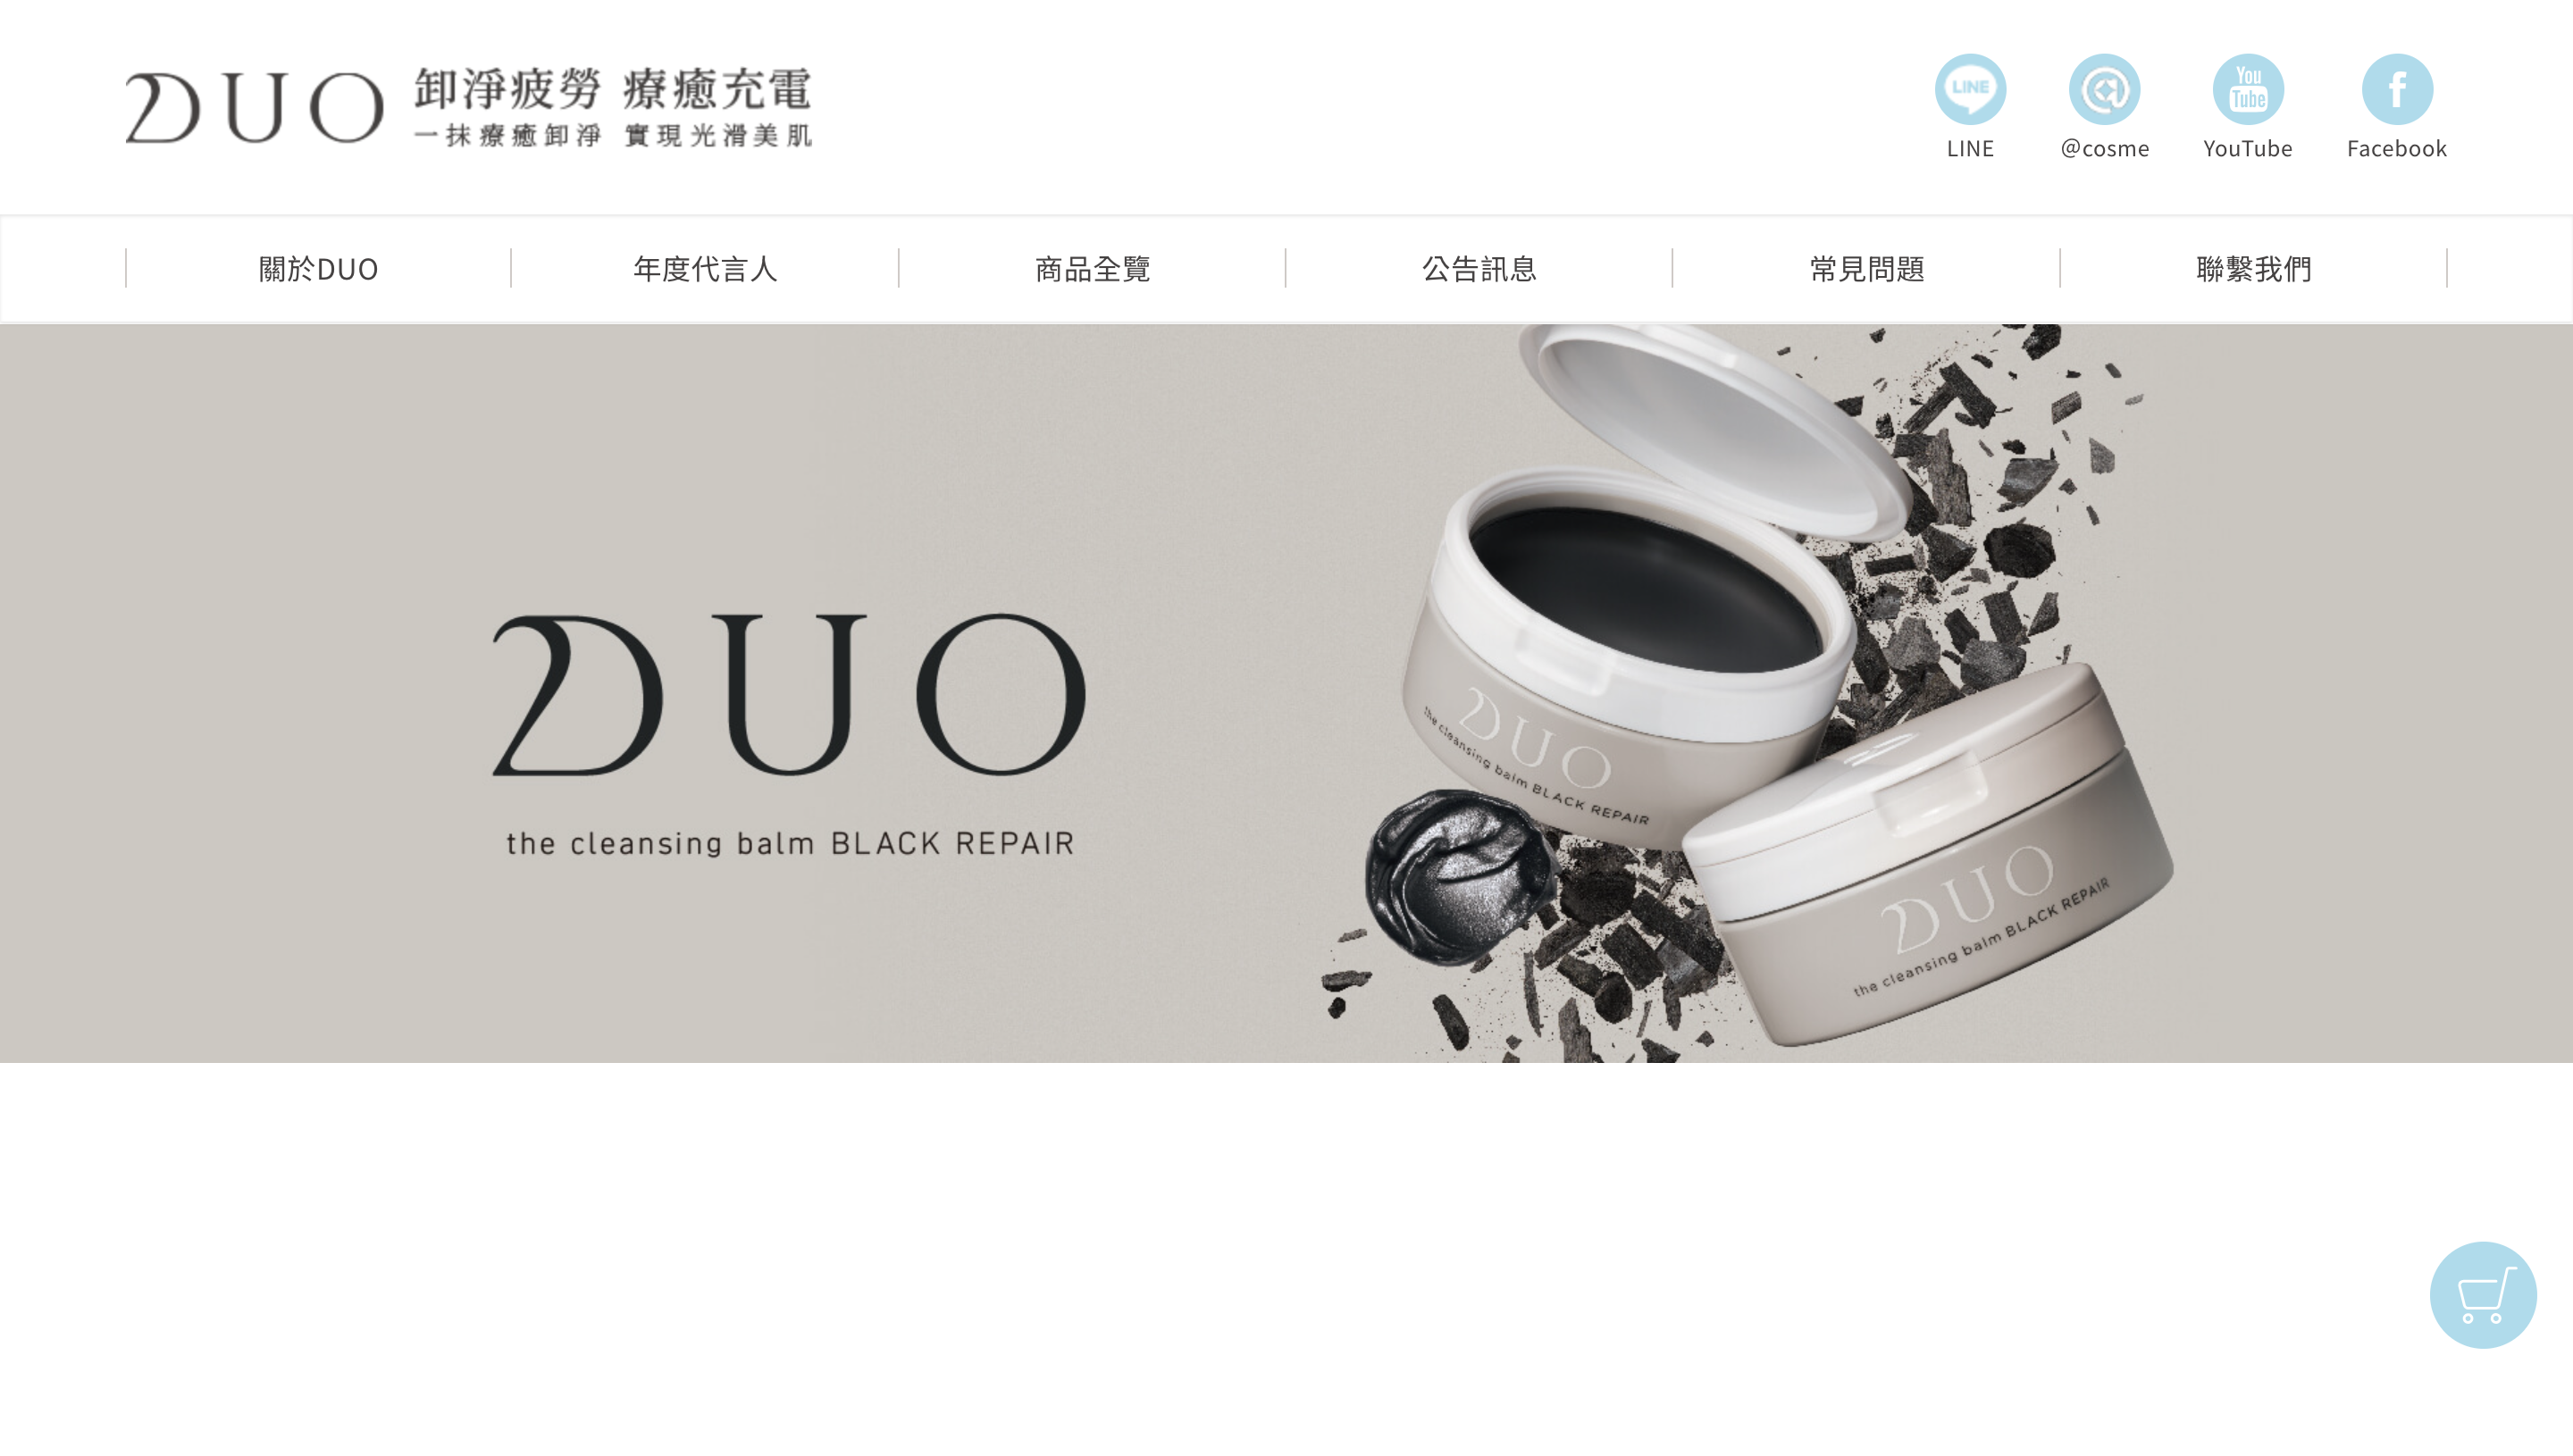 DUO 卸淨疲勞 療癒充電
一抹療癒卸淨 實現光滑美肌
LINE
LINE
@cosme
You Tube
YouTube
f
Facebook
關於DUO
年度代言人
商品全覽
公告訊息
常見問題
聯繫我們
DUO
the cleansing balm BLACK REPAIR
DUO
the cleansing balm BLACK REPAIR
DUO
the cleansing balm BLACK REPAIR